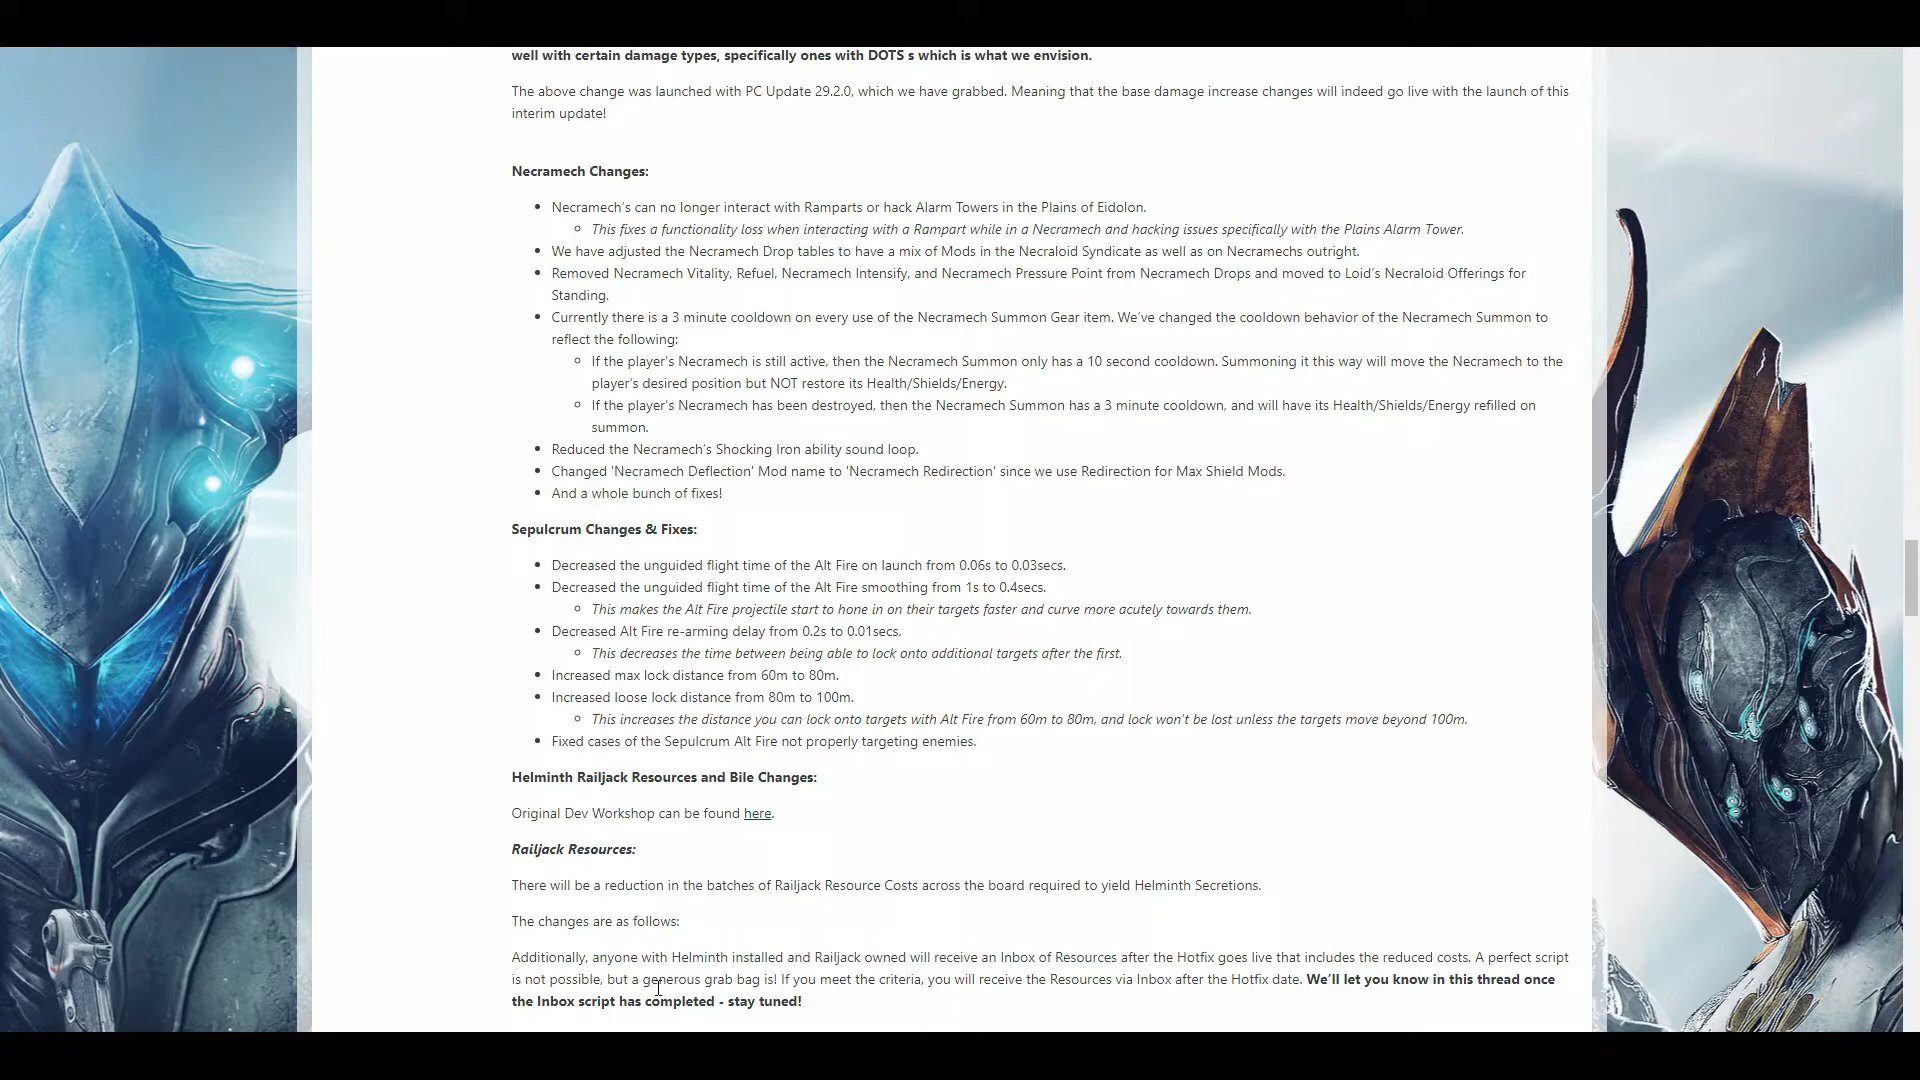 well with certain damage types, specifically ones with DOTS s which is what we envision.
The above change was launched with PC Update 29.2.0, which we have grabbed. Meaning that the base damage increase changes will indeed go live with the launch of this
interim update!
Necramech Changes:
Necramech's can no longer interact with Ramparts or hack Alarm Towers in the Plains of Eidolon.
This fixes a functionality loss when interacting with a Rampart while in a Necramech and hacking issues specifically with the Plains Alarm Tower.
We have adjusted the Necramech Drop tables to have a mix of Mods in the Necraloid Syndicate as well as on Necramechs outright.
Removed Necramech Vitality, Refuel, Necramech Intensify, and Necramech Pressure Point from Necramech Drops and moved to Loid's Necraloid Offerings for
Standing.
Currently there is a 3 minute cooldown on every use of the Necramech Summon Gear item. We've changed the cooldown behavior of the Necramech Summon to
reflect the following:
If the player's Necramech is still active, then the Necramech Summon only has a 10 second cooldown. Summoning it this way will move the Necramech to the
player's desired position but NOT restore its Health/Shields/Energy.
If the player's Necramech has been destroyed, then the Necramech Summon has a 3 minute cooldown, and will have its Health/Shields/Energy refilled on
summon.
Reduced the Necramech's Shocking Iron ability sound loop.
Changed 'Necramech Deflection' Mod name to 'Necramech Redirection' since we use Redirection for Max Shield Mods.
And a whole bunch of fixes!
Sepulcrum Changes & Fixes:
Decreased the unguided flight time of the Alt Fire on launch from 0.06s to 0.03secs.
Decreased the unguided flight time of the Alt Fire smoothing from 1s to 0.4secs.
This makes the Alt Fire projectile start to hone in on their targets faster and curve more acutely towards them.
Decreased Alt Fire re-arming delay from 0.2s to 0.01secs.
This decreases the time between being able to lock onto additional targets after the first.
Increased max lock distance from 60m to 80m.
Increased loose lock distance from 80m to 100m.
This increases the distance you can lock onto targets with Alt Fire from 60m to 80m, and lock won't be lost unless the targets move beyond 100m.
Fixed cases of the Sepulcrum Alt Fire not properly targeting enemies.
Helminth Railjack Resources and Bile Changes:
Original Dev Workshop can be found here.
Railjack Resources:
There will be a reduction in the batches of Railjack Resource Costs across the board required to yield Helminth Secretions.
The changes are as follows:
Additionally, anyone with Helminth installed and Railjack owned will receive an Inbox of Resources after the Hotfix goes live that includes the reduced costs. A perfect script
is not possible, but a generous grab bag is! If you meet the criteria, you will receive the Resources via Inbox after the Hotfix date. We'll let you know in this thread once
the Inbox script has completed - stay tuned!